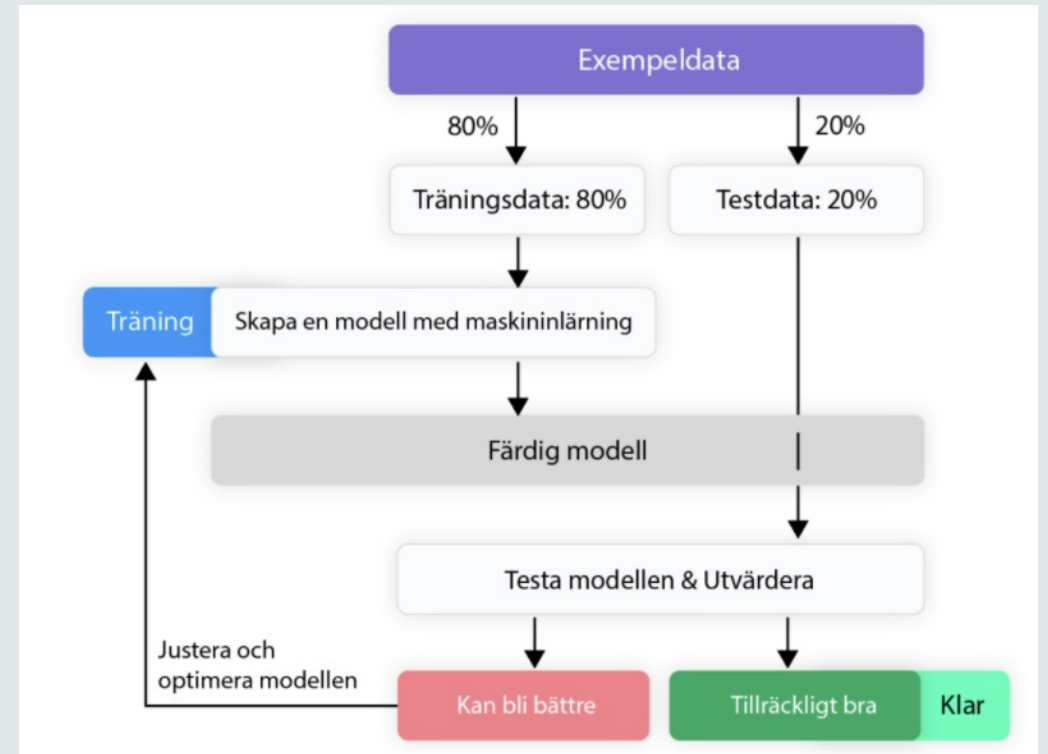 Exempeldata
80%
20%
Träningsdata: 80%
Testdata: 20%
Träning
Skapa en modell med maskininlärning
Färdig modell
Testa modellen & Utvärdera
Justera och
optimera modellen
Kan bli bättre
Tillräckligt bra
Klar